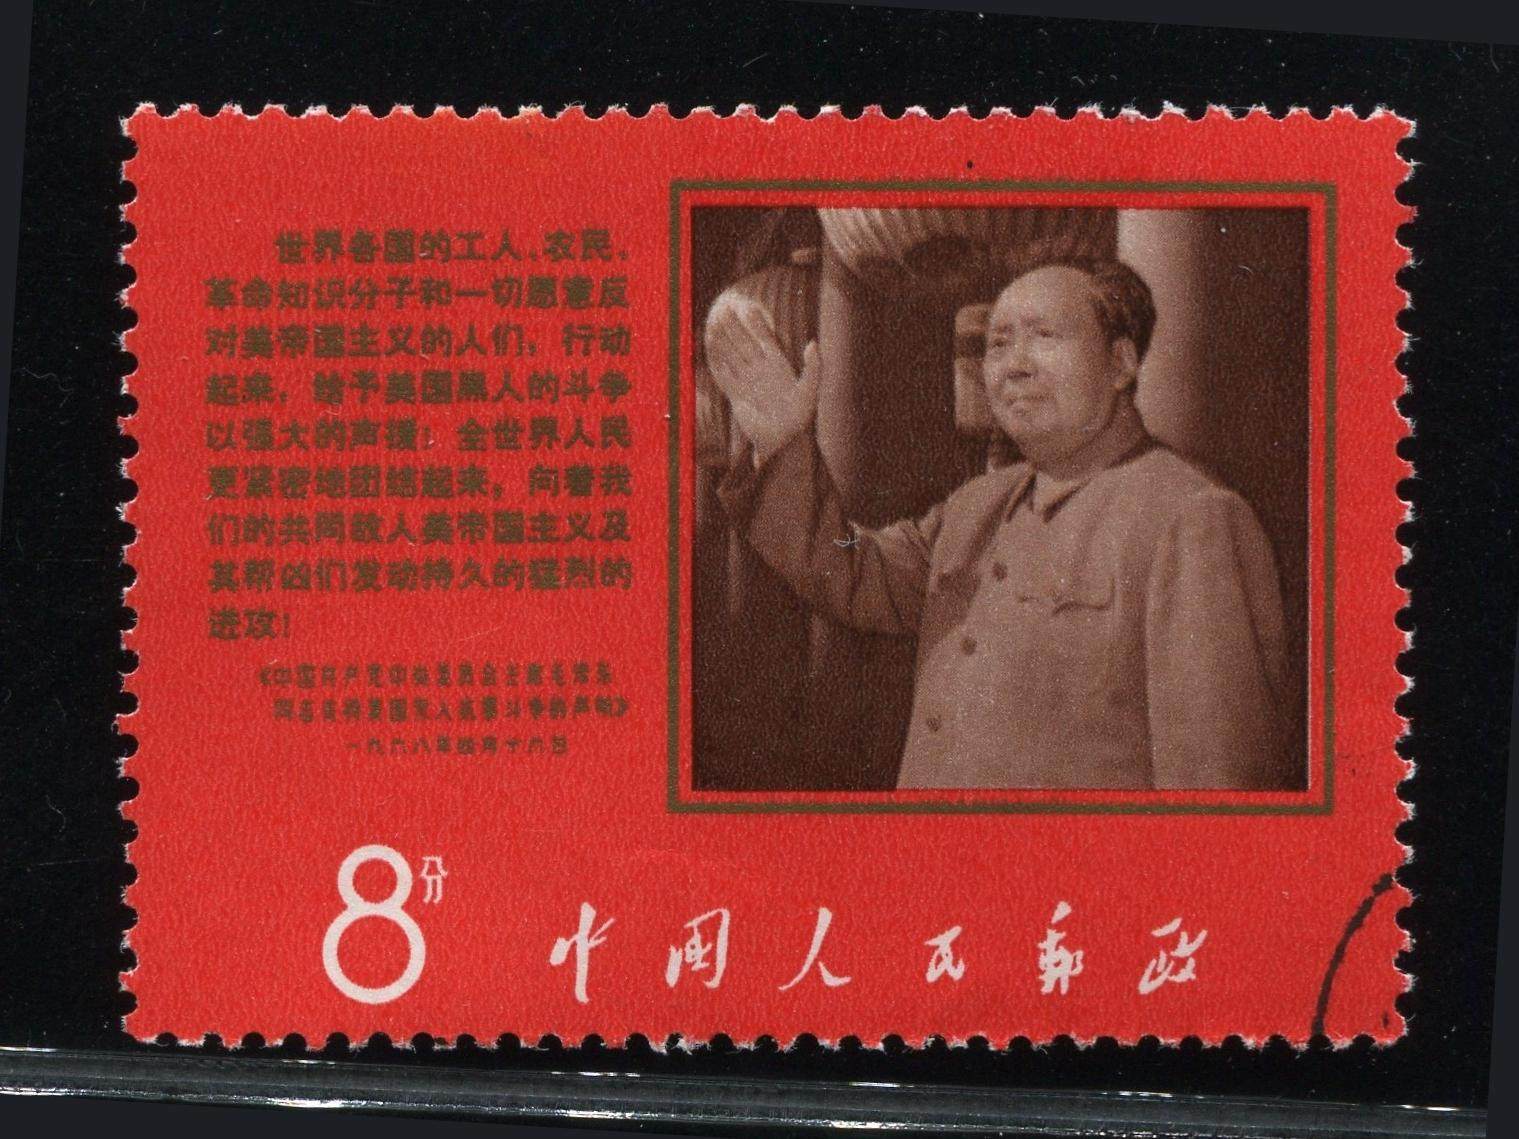 世界各国的工人、农民、
革命知识分子和一切愿意反
对美帝国主义的人们，行动
起来，给予美国黑人的斗争
以强大的声援！全世界人民
更紧密地团结起来，向着我
们的共同敌人美帝国主义及
其帮凶们发动持久的猛烈的
进攻！
《中国共产党中央委员会主席毛泽东
同志支持美国黑人抗暴斗争的声明》
一九六八年四月十六日
8分
中国人民邮政